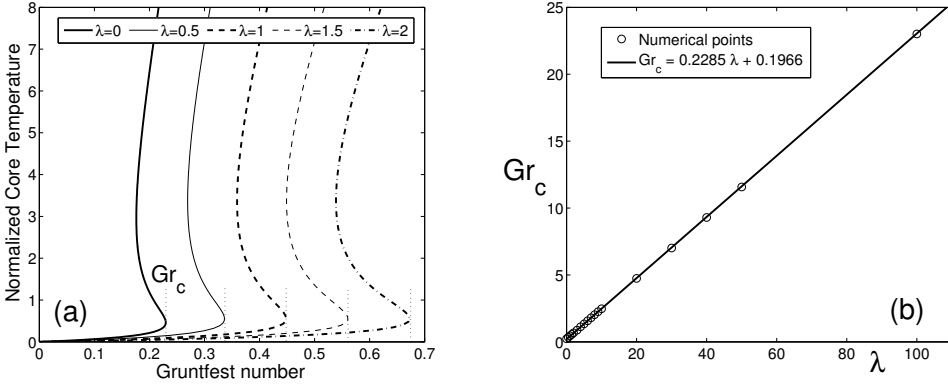 8
7
6
5
4
3
2
1
0
Normalized Core Temperature
λ=0 λ=0.5 λ=1 λ=1.5 λ=2
Gr_c
(a)
0 0.1 0.2 0.3 0.4 0.5 0.6 0.7
Gruntfest number
25
20
15
10
5
0
Gr_c
Numerical points
Gr_c = 0.2285 λ + 0.1966
(b)
0 20 40 60 80 100
λ